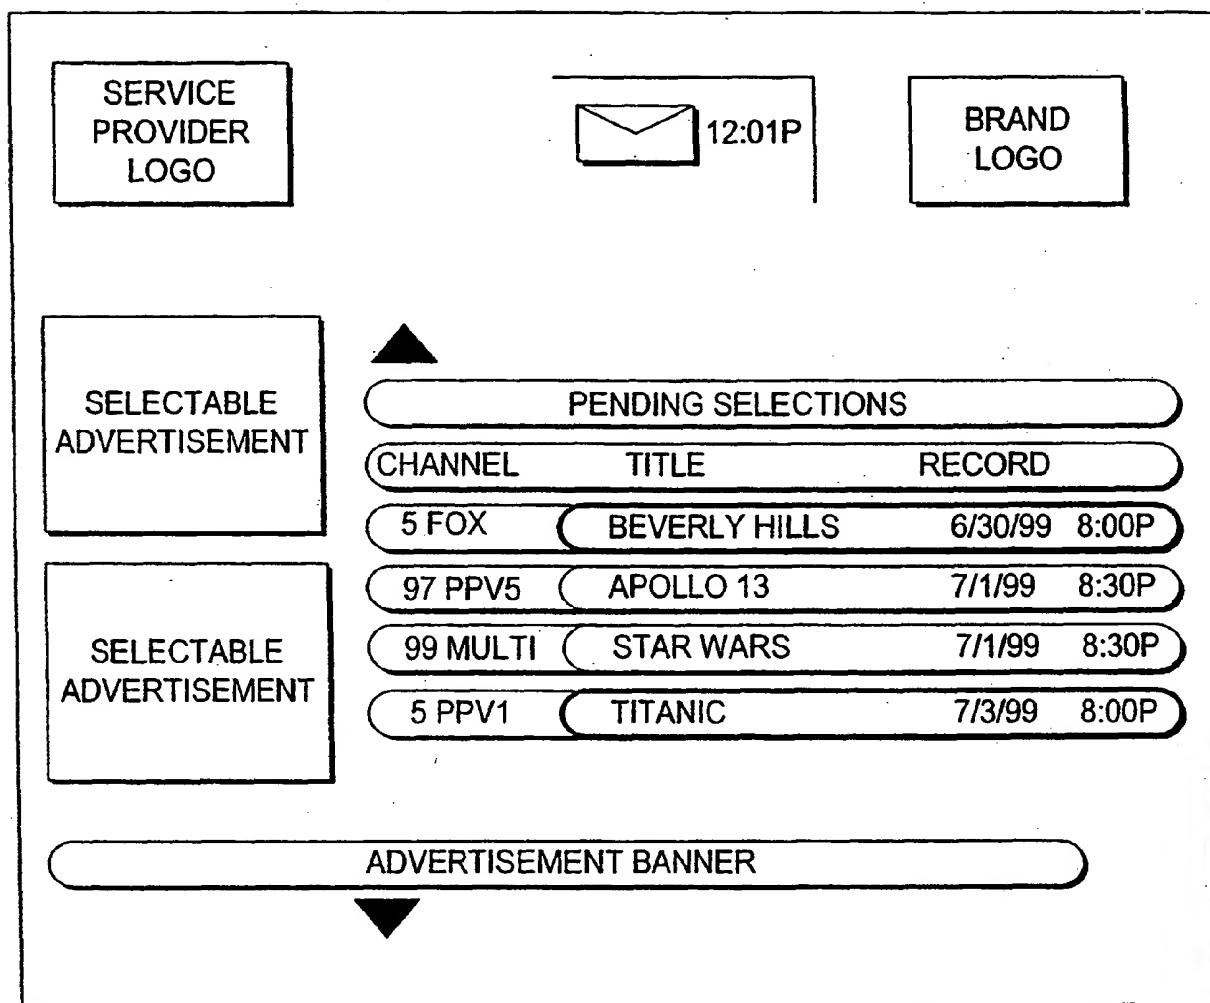 SERVICE
PROVIDER
LOGO
12:01P
BRAND
LOGO
SELECTABLE
ADVERTISEMENT
SELECTABLE
ADVERTISEMENT
PENDING SELECTIONS
CHANNEL TITLE RECORD
5 FOX BEVERLY HILLS 6/30/99 8:00P
97 PPV5 APOLLO 13 7/1/99 8:30P
99 MULTI STAR WARS 7/1/99 8:30P
5 PPV1 TITANIC 7/3/99 8:00P
ADVERTISEMENT BANNER